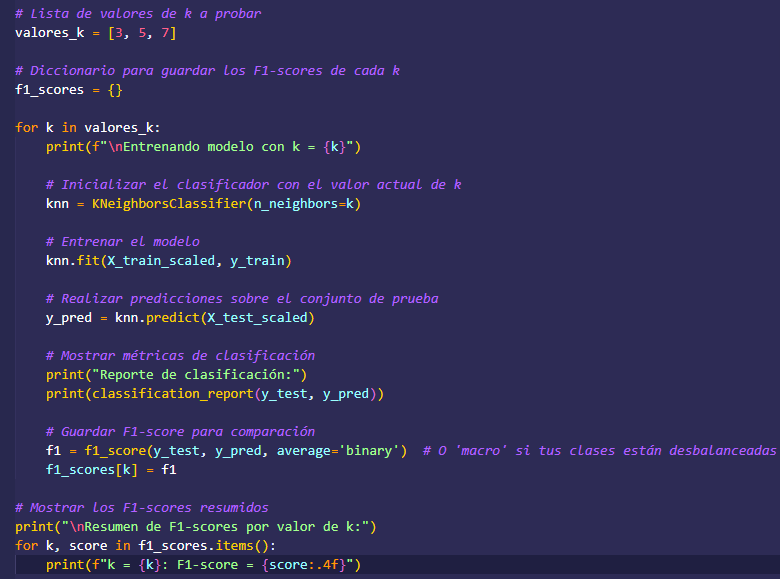 # Lista de valores de k a probar
valores_k = [3, 5, 7]
# Diccionario para guardar los F1-scores de cada k
f1_scores = {}
for k in valores_k:
    print(f"\nEntrenando modelo con k = {k}")
    # Inicializar el clasificador con el valor actual de k
    knn = KNeighborsClassifier(n_neighbors=k)
    # Entrenar el modelo
    knn.fit(X_train_scaled, y_train)
    # Realizar predicciones sobre el conjunto de prueba
    y_pred = knn.predict(X_test_scaled)
    # Mostrar métricas de clasificación
    print("Reporte de clasificación:")
    print(classification_report(y_test, y_pred))
    # Guardar F1-score para comparación
    f1 = f1_score(y_test, y_pred, average='binary')  # O 'macro' si tus clases están desbalanceadas
    f1_scores[k] = f1
# Mostrar los F1-scores resumidos
print("\nResumen de F1-scores por valor de k:")
for k, score in f1_scores.items():
    print(f"k = {k}: F1-score = {score:.4f}")